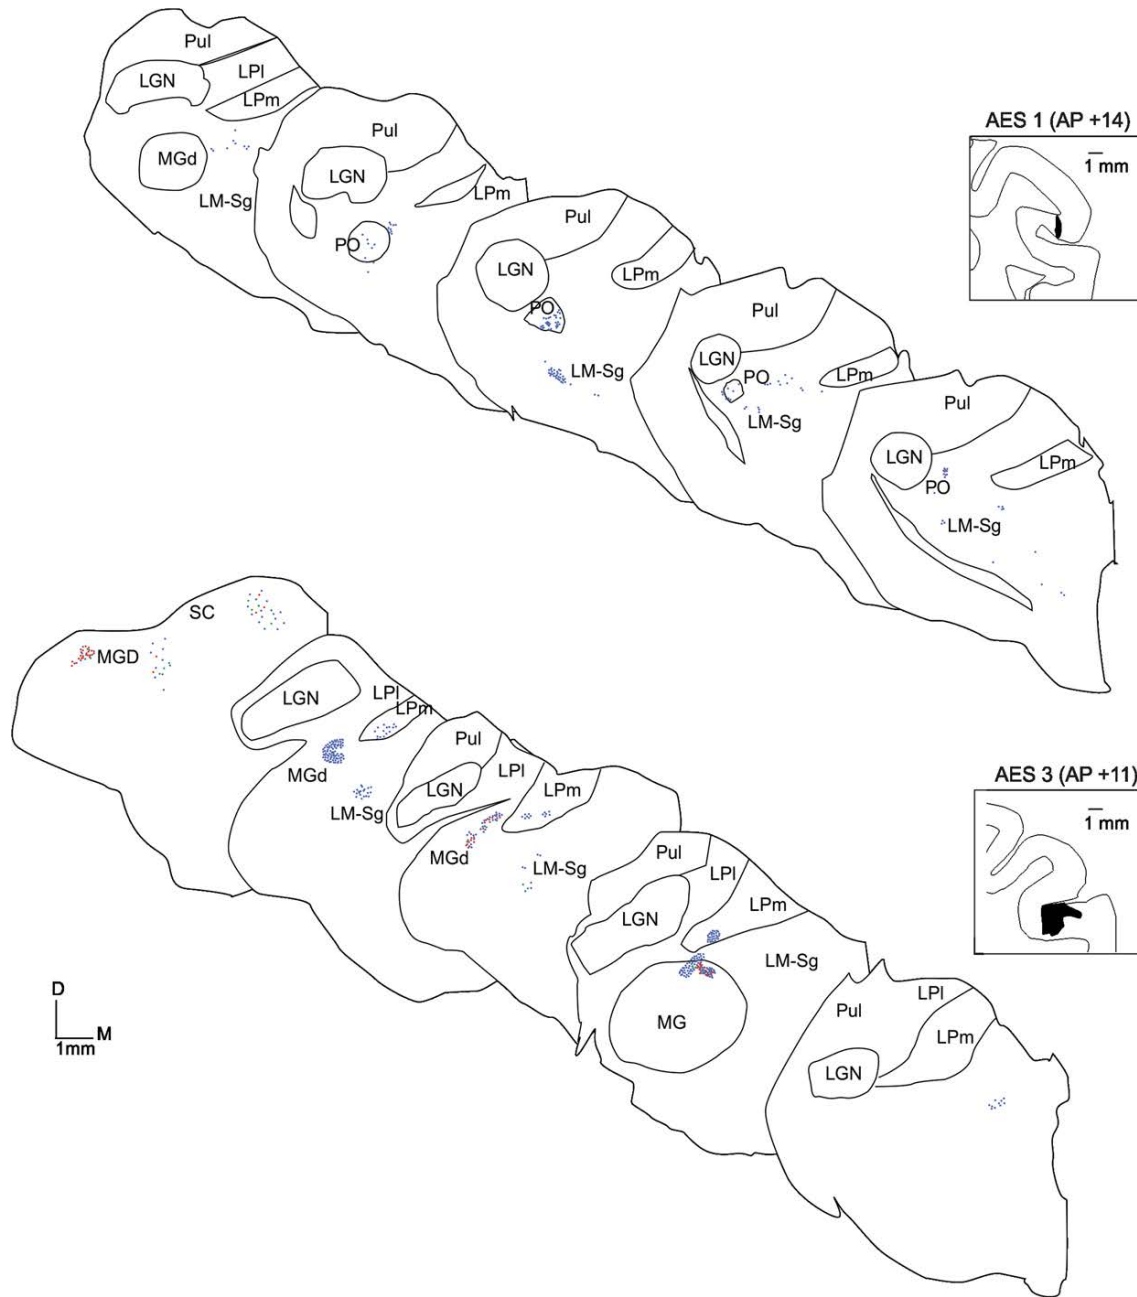 Pul
LGN
LPl
LPm
MGd
LM-Sg
Pul
LGN
LPm
PO
Pul
LGN
LPm
PO
LM-Sg
Pul
LGN
PO
LPm
LM-Sg
Pul
LGN
LPm
PO
LM-Sg
AES 1 (AP +14)
1 mm
SC
MGD
LGN
LPl
LPm
MGd
LM-Sg
Pul
LGN
LPl
LPm
MGd
LM-Sg
Pul
LPl
LGN
LPm
LM-Sg
MG
Pul
LPl
LPm
LGN
AES 3 (AP +11)
1 mm
D
M
1mm